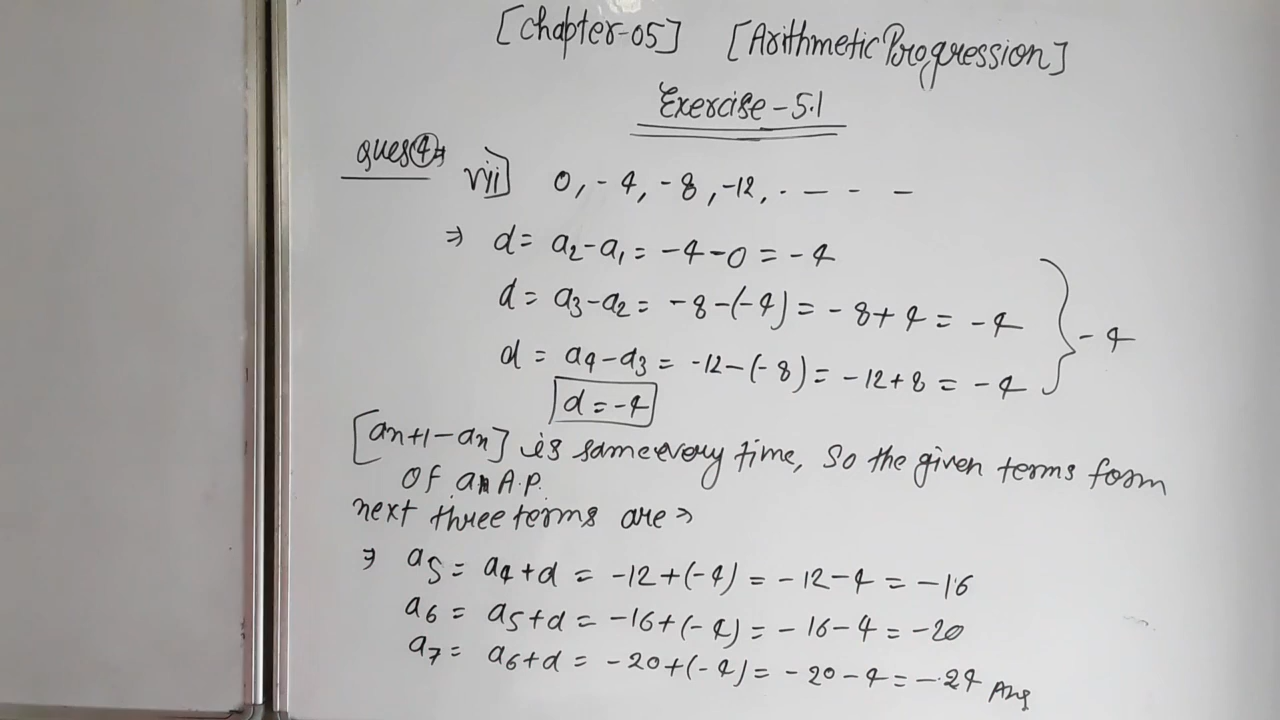 [Chapter-05] [Arithmetic Progression]
Exercise-5.1
Ques④⇒ vii] 0, -4, -8, -12, . — - —
⇒ d = a₂-a₁ = -4-0 = -4
d = a₃-a₂ = -8-(-4) = -8+4 = -4
d = a₄-a₃ = -12-(-8) = -12+8 = -4
} -4
d = -4
[an+1-an] is same every time, So the given terms form
of an A.P.
next three terms are ⇒
⇒ a₅ = a₄+d = -12+(-4) = -12-4 = -16
a₆ = a₅+d = -16+(-4) = -16-4 = -20
a₇ = a₆+d = -20+(-4) = -20-4 = -24 Ans